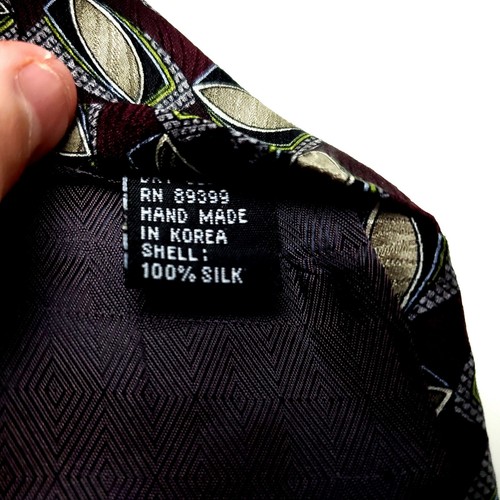 RN 89399
HAND MADE
IN KOREA
SHELL:
100% SILK